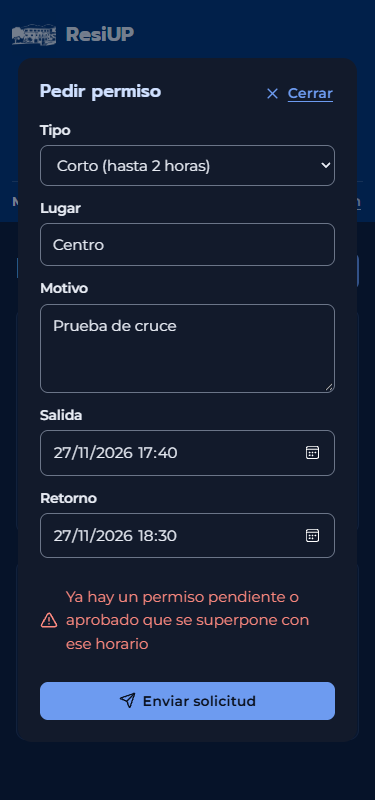 ResiUP
Pedir permiso
Cerrar
Tipo
Corto (hasta 2 horas)
Lugar
Centro
Motivo
Prueba de cruce
Salida
27/11/2026 17:40
Retorno
27/11/2026 18:30
Ya hay un permiso pendiente o
aprobado que se superpone con
ese horario
Enviar solicitud